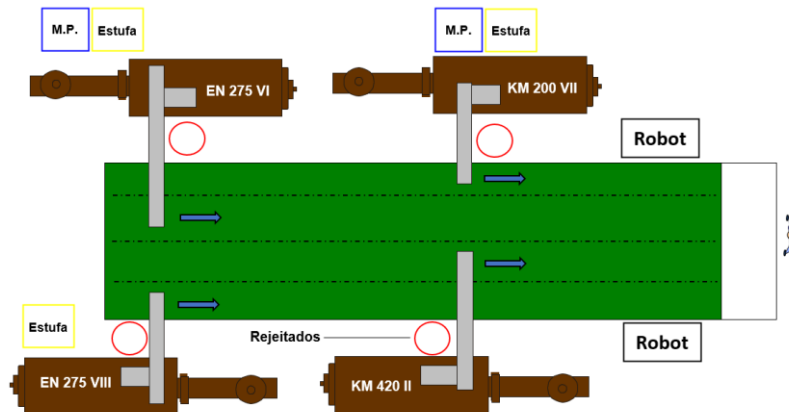 M.P.
Estufa
M.P.
Estufa
EN 275 VI
KM 200 VII
Robot
Estufa
Rejeitados
Robot
EN 275 VIII
KM 420 II